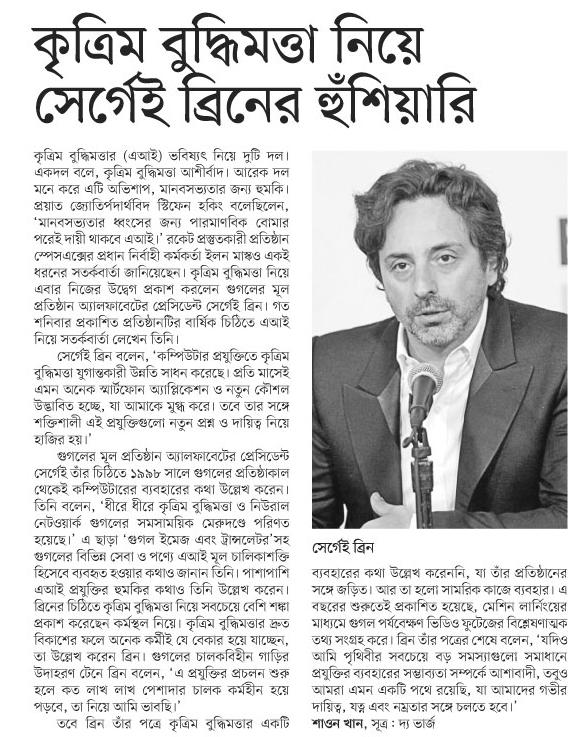 কৃত্রিম বুদ্ধিমত্তা নিয়ে
সের্গেই ব্রিনের হুঁশিয়ারি
কৃত্রিম বুদ্ধিমত্তার (এআই) ভবিষ্যৎ নিয়ে দুটি দল।
একদল বলে, কৃত্রিম বুদ্ধিমত্তা আশীর্বাদ। আরেক দল
মনে করে এটি অভিশাপ, মানবসভ্যতার জন্য হুমকি।
প্রয়াত জ্যোতির্পদার্থবিদ স্টিফেন হকিং বলেছিলেন,
‘মানবসভ্যতার ধ্বংসের জন্য পারমাণবিক বোমার
পরেই দায়ী থাকবে এআই।’ রকেট প্রস্তুতকারী প্রতিষ্ঠান
স্পেসএক্সের প্রধান নির্বাহী কর্মকর্তা ইলন মাস্কও একই
ধরনের সতর্কবার্তা জানিয়েছেন। কৃত্রিম বুদ্ধিমত্তা নিয়ে
এবার নিজের উদ্বেগ প্রকাশ করলেন গুগলের মূল
প্রতিষ্ঠান অ্যালফাবেটের প্রেসিডেন্ট সের্গেই ব্রিন। গত
শনিবার প্রকাশিত প্রতিষ্ঠানটির বার্ষিক চিঠিতে এআই
নিয়ে সতর্কবার্তা লেখেন তিনি।
সের্গেই ব্রিন বলেন, ‘কম্পিউটার প্রযুক্তিতে কৃত্রিম
বুদ্ধিমত্তা যুগান্তকারী উন্নতি সাধন করেছে। প্রতি মাসেই
এমন অনেক স্মার্টফোন অ্যাপ্লিকেশন ও নতুন কৌশল
উদ্ভাবিত হচ্ছে, যা আমাকে মুগ্ধ করে। তবে তার সঙ্গে
শক্তিশালী এই প্রযুক্তিগুলো নতুন প্রশ্ন ও দায়িত্ব নিয়ে
হাজির হয়।’
গুগলের মূল প্রতিষ্ঠান অ্যালফাবেটের প্রেসিডেন্ট
সের্গেই তাঁর চিঠিতে ১৯৯৮ সালে গুগলের প্রতিষ্ঠাকাল
থেকেই কম্পিউটারের ব্যবহারের কথা উল্লেখ করেন।
তিনি বলেন, ‘ধীরে ধীরে কৃত্রিম বুদ্ধিমত্তা ও নিউরাল
নেটওয়ার্ক গুগলের সমসাময়িক মেরুদণ্ডে পরিণত
হয়েছে।’ এ ছাড়া ‘গুগল ইমেজ এবং ট্রান্সলেটর’সহ
গুগলের বিভিন্ন সেবা ও পণ্যে এআই মূল চালিকাশক্তি
হিসেবে ব্যবহৃত হওয়ার কথাও জানান তিনি। পাশাপাশি
এআই প্রযুক্তির হুমকির কথাও তিনি উল্লেখ করেন।
ব্রিনের চিঠিতে কৃত্রিম বুদ্ধিমত্তা নিয়ে সবচেয়ে বেশি শঙ্কা
প্রকাশ করেছেন কর্মস্থল নিয়ে। কৃত্রিম বুদ্ধিমত্তার দ্রুত
বিকাশের ফলে অনেক কর্মীই যে বেকার হয়ে যাচ্ছেন,
তা উল্লেখ করেন ব্রিন। গুগলের চালকবিহীন গাড়ির
উদাহরণ টেনে ব্রিন বলেন, ‘এ প্রযুক্তির প্রচলন শুরু
হলে কত লাখ লাখ পেশাদার চালক কর্মহীন হয়ে
পড়বে, তা নিয়ে আমি ভাবছি।’
তবে ব্রিন তাঁর পত্রে কৃত্রিম বুদ্ধিমত্তার একটি
সের্গেই ব্রিন
ব্যবহারের কথা উল্লেখ করেননি, যা তাঁর প্রতিষ্ঠানের
সঙ্গে জড়িত। আর তা হলো সামরিক কাজে ব্যবহার। এ
বছরের শুরুতেই প্রকাশিত হয়েছে, মেশিন লার্নিংয়ের
মাধ্যমে গুগল পর্যবেক্ষণ ভিডিও ফুটেজের বিশ্লেষণাত্মক
তথ্য সংগ্রহ করে। ব্রিন তাঁর পত্রের শেষে বলেন, ‘যদিও
আমি পৃথিবীর সবচেয়ে বড় সমস্যাগুলো সমাধানে
প্রযুক্তির ব্যবহারের সম্ভাব্যতা সম্পর্কে আশাবাদী, তবুও
আমরা এমন একটি পথে রয়েছি, যা আমাদের গভীর
দায়িত্ব, যত্ন এবং নম্রতার সঙ্গে চলতে হবে।’
শাওন খান, সূত্র : দ্য ভার্জ